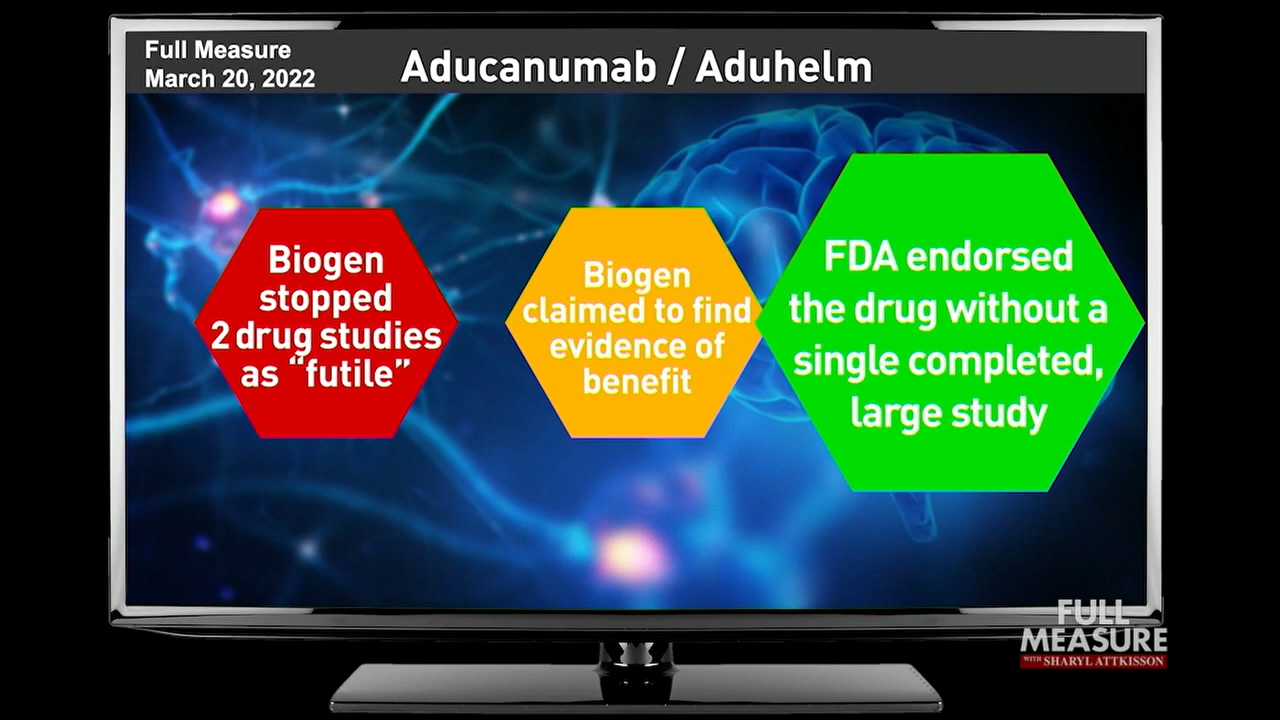 Full Measure
March 20, 2022
Aducanumab / Aduhelm
Biogen
stopped
2 drug studies
as “futile”
Biogen
claimed to find
evidence of
benefit
FDA endorsed
the drug without a
single completed,
large study
FULL
MEASURE
WITH SHARYL ATTKISSON